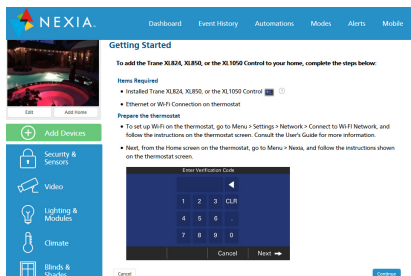 NEXIA
Dashboard Event History Automations Modes Alerts Mobile
Getting Started
To add the Trane XL824, XL850, or the XL1050 Control to your home, complete the steps below:
Items Required
• Installed Trane XL824, XL850, or the XL1050 Control
• Ethernet or Wi-Fi Connection on thermostat
Edit Add Home
Prepare the thermostat
• To set up Wi-Fi on the thermostat, go to Menu > Settings > Network > Connect to Wi-Fi Network, and
follow the instructions on the thermostat screen. Consult the User's Guide for more information.
Add Devices
• Next, from the Home screen on the thermostat, go to Menu > Nexia, and follow the instructions shown
on the thermostat screen.
Security &
Sensors
Video
Lighting &
Modules
Climate
Blinds &
Shades
Enter Verification Code
1 2 3 CLR
4 5 6 .
7 8 9 0
Cancel Next
Cancel Continue